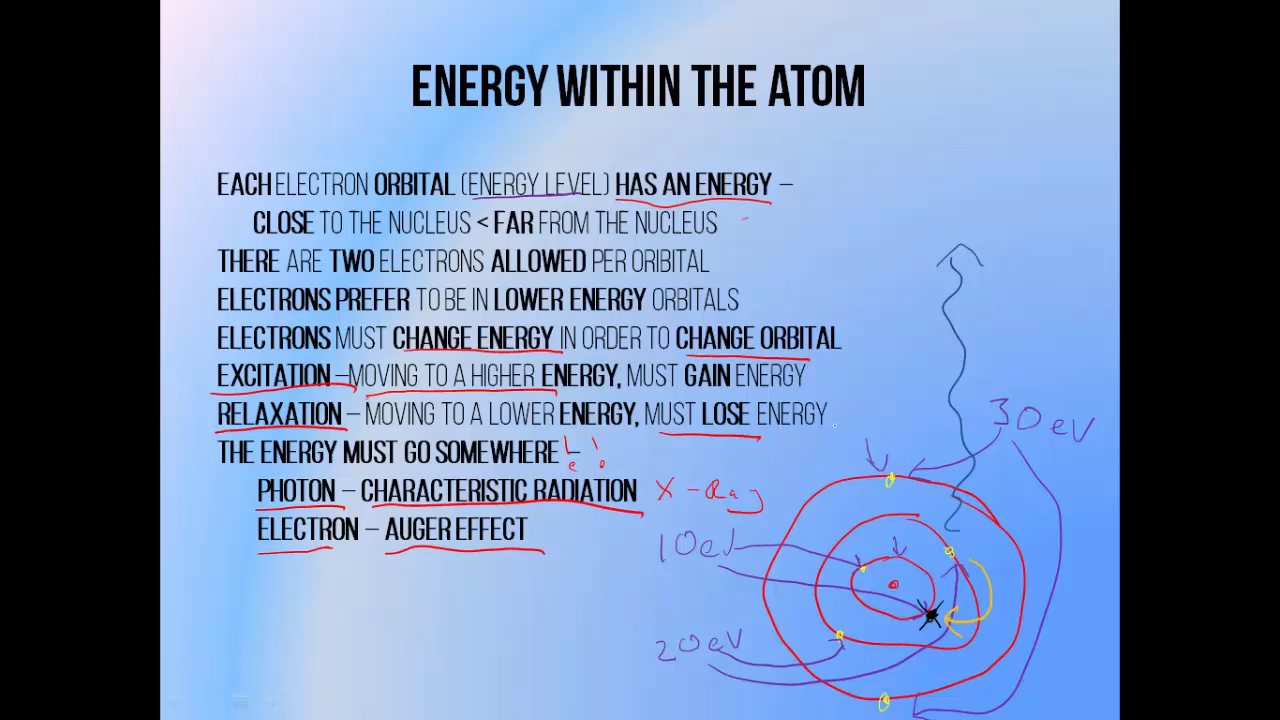 ENERGY WITHIN THE ATOM
EACH ELECTRON ORBITAL (ENERGY LEVEL) HAS AN ENERGY –
CLOSE TO THE NUCLEUS < FAR FROM THE NUCLEUS
THERE ARE TWO ELECTRONS ALLOWED PER ORIBITAL
ELECTRONS PREFER TO BE IN LOWER ENERGY ORBITALS
ELECTRONS MUST CHANGE ENERGY IN ORDER TO CHANGE ORBITAL
EXCITATION –MOVING TO A HIGHER ENERGY, MUST GAIN ENERGY
RELAXATION – MOVING TO A LOWER ENERGY, MUST LOSE ENERGY
THE ENERGY MUST GO SOMEWHERE – !!
PHOTON – CHARACTERISTIC RADIATION X-Ray
ELECTRON – AUGER EFFECT
30 eV
10 eV
20 eV